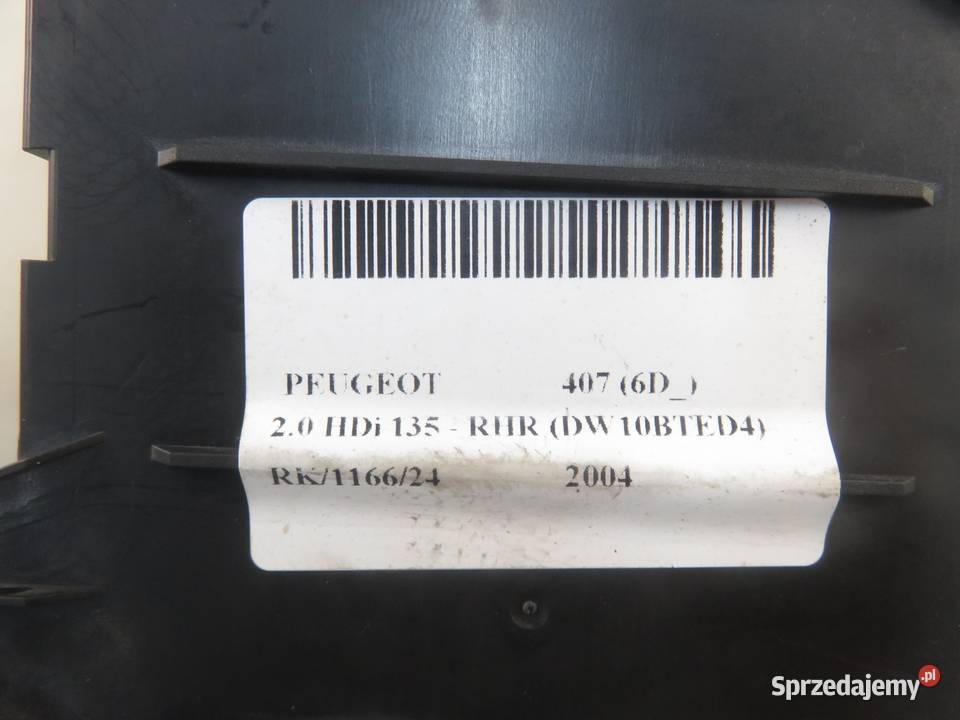 PEUGEOT 407 (6D_)
2.0 HDi 135 - RHR (DW10BTED4)
RK/1166/24 2004
Sprzedajemy.pl